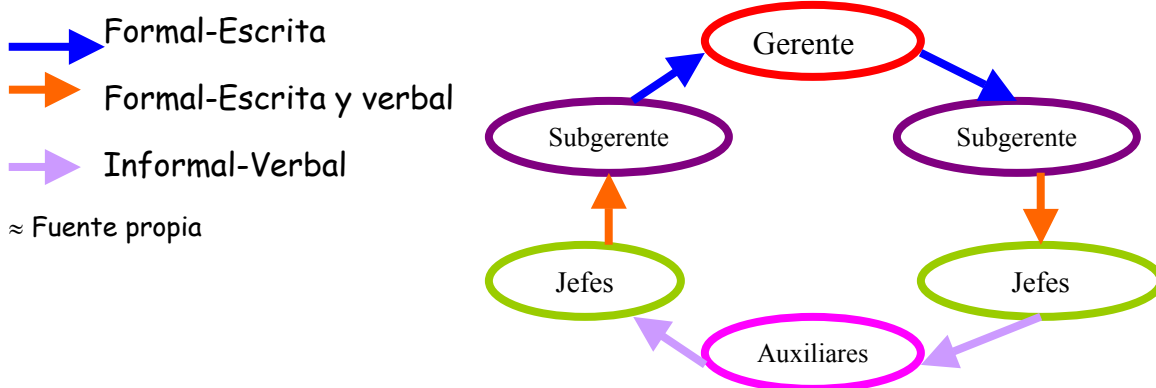 Formal-Escrita
Formal-Escrita y verbal
Informal-Verbal
≈ Fuente propia
Gerente
Subgerente
Subgerente
Jefes
Jefes
Auxiliares